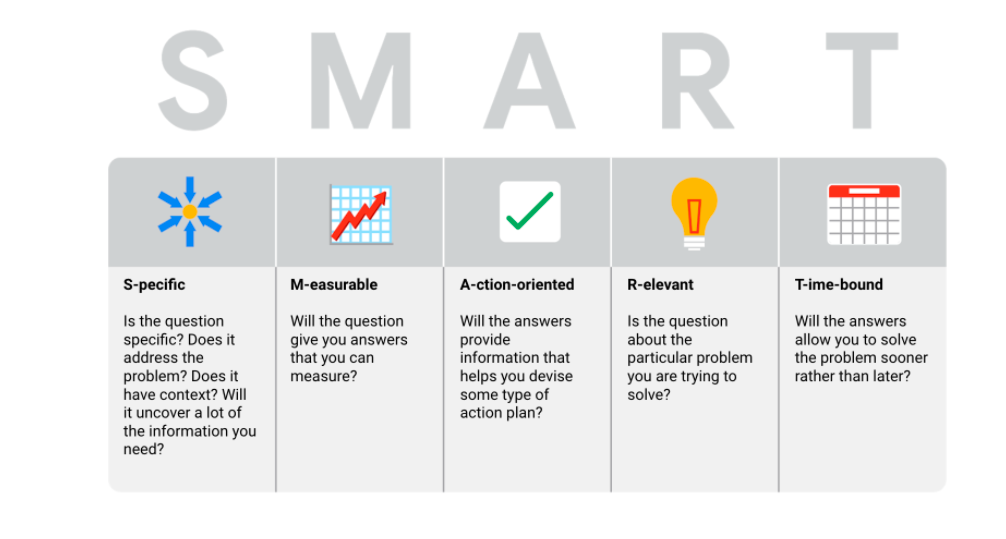 S M A R T
S-pecific
Is the question
specific? Does it
address the
problem? Does it
have context? Will
it uncover a lot of
the information you
need?
M-easurable
Will the question
give you answers
that you can
measure?
A-ction-oriented
Will the answers
provide
information that
helps you devise
some type of
action plan?
R-elevant
Is the question
about the
particular problem
you are trying to
solve?
T-ime-bound
Will the answers
allow you to solve
the problem sooner
rather than later?